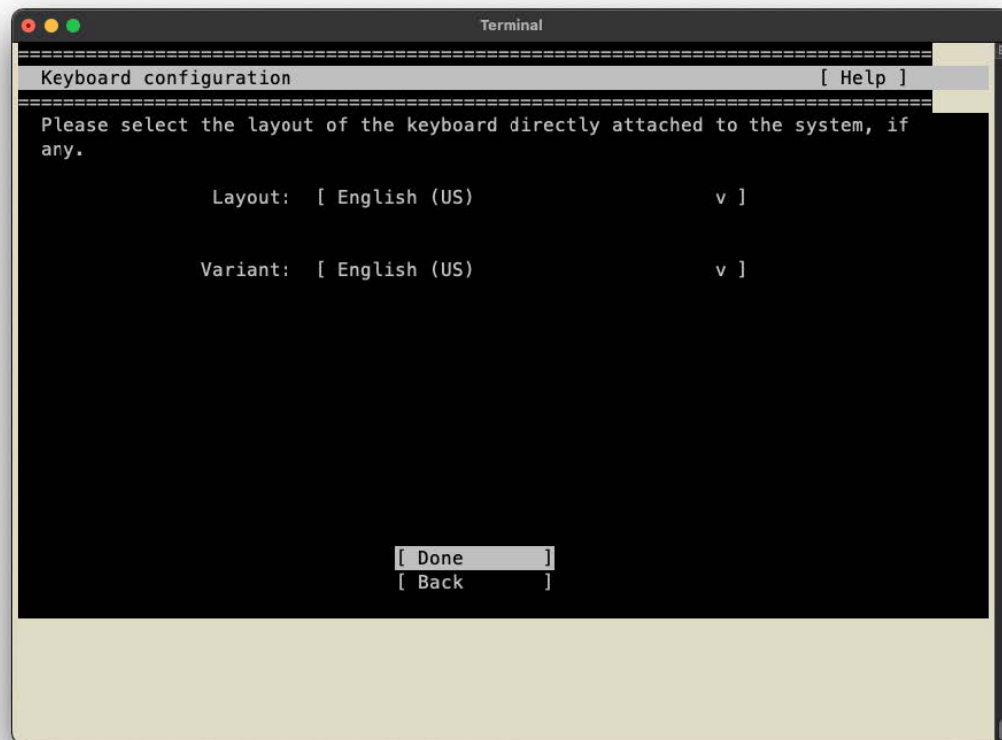 Terminal
================================================================================
Keyboard configuration [ Help ]
================================================================================
Please select the layout of the keyboard directly attached to the system, if
any.
Layout: [ English (US) v ]
Variant: [ English (US) v ]
[ Done ]
[ Back ]